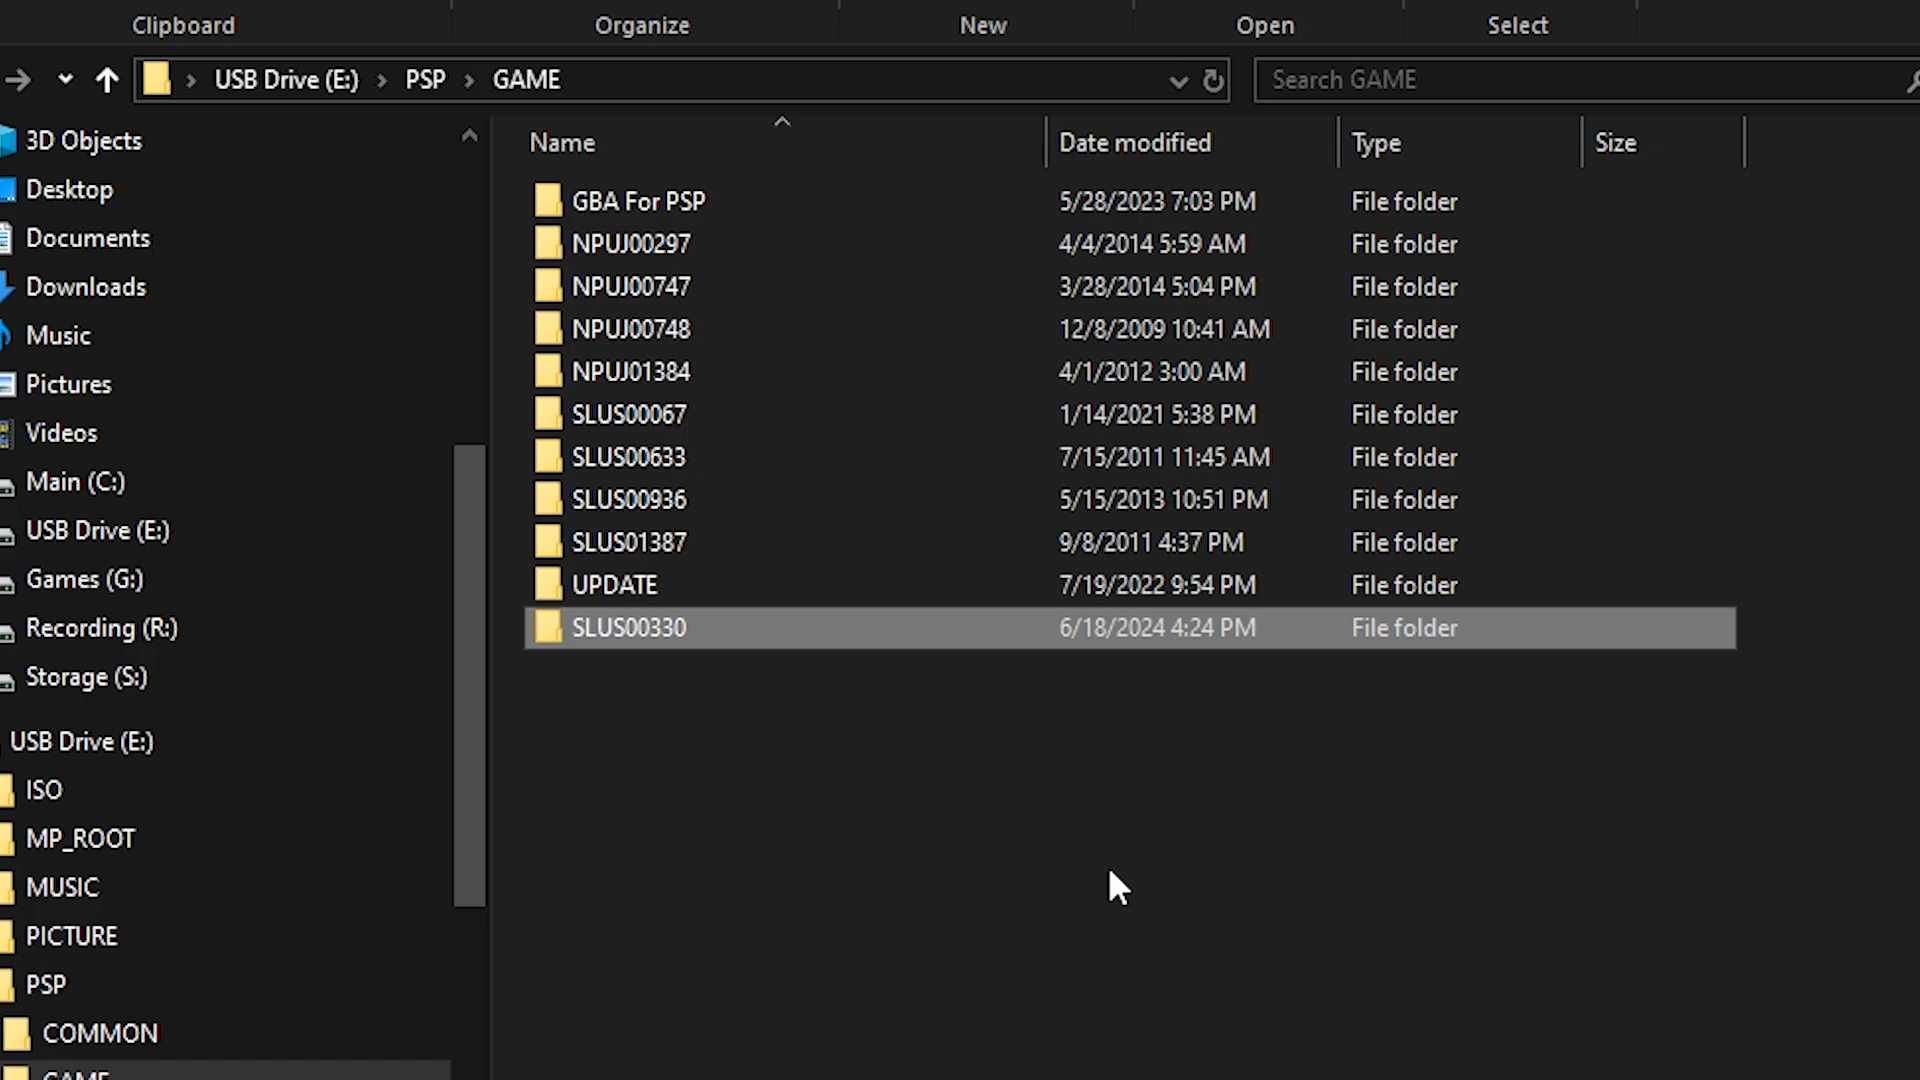 Clipboard Organize New Open Select
USB Drive (E:) PSP GAME Search GAME
3D Objects
Desktop
Documents
Downloads
Music
Pictures
Videos
Main (C:)
USB Drive (E:)
Games (G:)
Recording (R:)
Storage (S:)
USB Drive (E:)
ISO
MP_ROOT
MUSIC
PICTURE
PSP
COMMON
GAME
Name Date modified Type Size
GBA For PSP 5/28/2023 7:03 PM File folder
NPUJ00297 4/4/2014 5:59 AM File folder
NPUJ00747 3/28/2014 5:04 PM File folder
NPUJ00748 12/8/2009 10:41 AM File folder
NPUJ01384 4/1/2012 3:00 AM File folder
SLUS00067 1/14/2021 5:38 PM File folder
SLUS00633 7/15/2011 11:45 AM File folder
SLUS00936 5/15/2013 10:51 PM File folder
SLUS01387 9/8/2011 4:37 PM File folder
UPDATE 7/19/2022 9:54 PM File folder
SLUS00330 6/18/2024 4:24 PM File folder